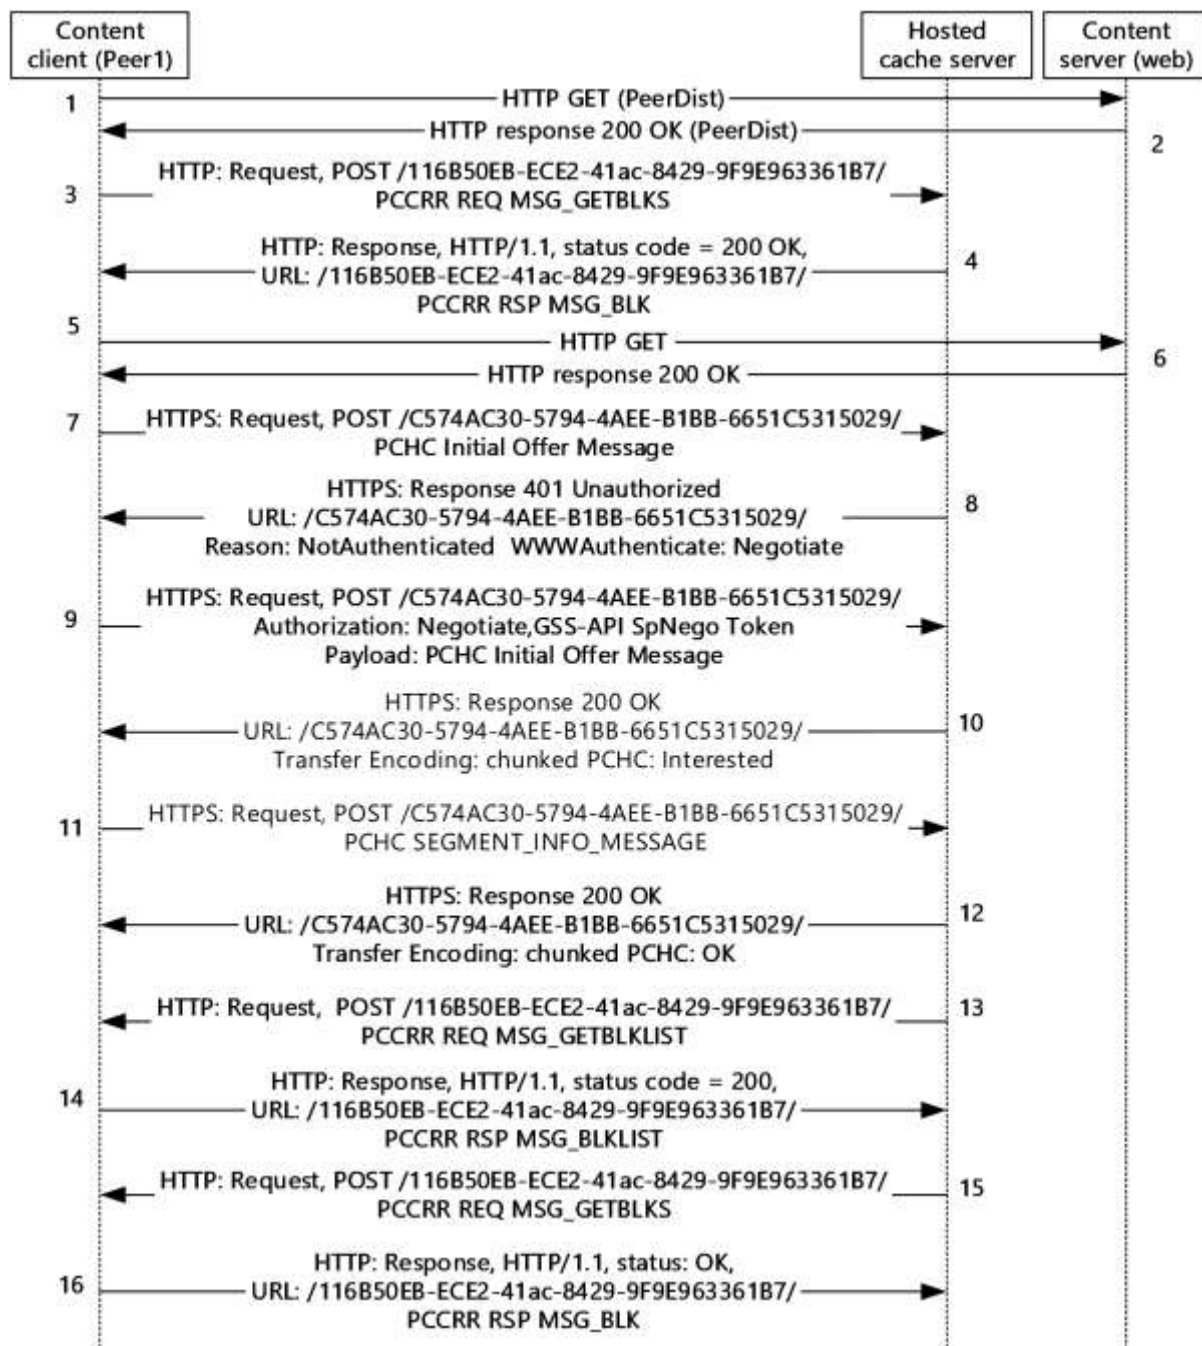 Content
client (Peer1)
Hosted
cache server
Content
server (web)
1
HTTP GET (PeerDist)
HTTP response 200 OK (PeerDist)
2
HTTP: Request, POST /116B50EB-ECE2-41ac-8429-9F9E963361B7/
3
PCCRR REQ MSG_GETBLKS
HTTP: Response, HTTP/1.1, status code = 200 OK,
4
URL: /116B50EB-ECE2-41ac-8429-9F9E963361B7/
PCCRR RSP MSG_BLK
5
HTTP GET
6
HTTP response 200 OK
7
HTTPS: Request, POST /C574AC30-5794-4AEE-B1BB-6651C5315029/
PCHC Initial Offer Message
HTTPS: Response 401 Unauthorized
8
URL: /C574AC30-5794-4AEE-B1BB-6651C5315029/
Reason: NotAuthenticated WWWAuthenticate: Negotiate
HTTPS: Request, POST /C574AC30-5794-4AEE-B1BB-6651C5315029/
9
Authorization: Negotiate,GSS-API SpNego Token
Payload: PCHC Initial Offer Message
HTTPS: Response 200 OK
10
URL: /C574AC30-5794-4AEE-B1BB-6651C5315029/
Transfer Encoding: chunked PCHC: Interested
11
HTTPS: Request, POST /C574AC30-5794-4AEE-B1BB-6651C5315029/
PCHC SEGMENT_INFO_MESSAGE
HTTPS: Response 200 OK
12
URL: /C574AC30-5794-4AEE-B1BB-6651C5315029/
Transfer Encoding: chunked PCHC: OK
HTTP: Request, POST /116B50EB-ECE2-41ac-8429-9F9E963361B7/
13
PCCRR REQ MSG_GETBLKLIST
HTTP: Response, HTTP/1.1, status code = 200,
14
URL: /116B50EB-ECE2-41ac-8429-9F9E963361B7/
PCCRR RSP MSG_BLKLIST
HTTP: Request, POST /116B50EB-ECE2-41ac-8429-9F9E963361B7/
15
PCCRR REQ MSG_GETBLKS
HTTP: Response, HTTP/1.1, status: OK,
16
URL: /116B50EB-ECE2-41ac-8429-9F9E963361B7/
PCCRR RSP MSG_BLK